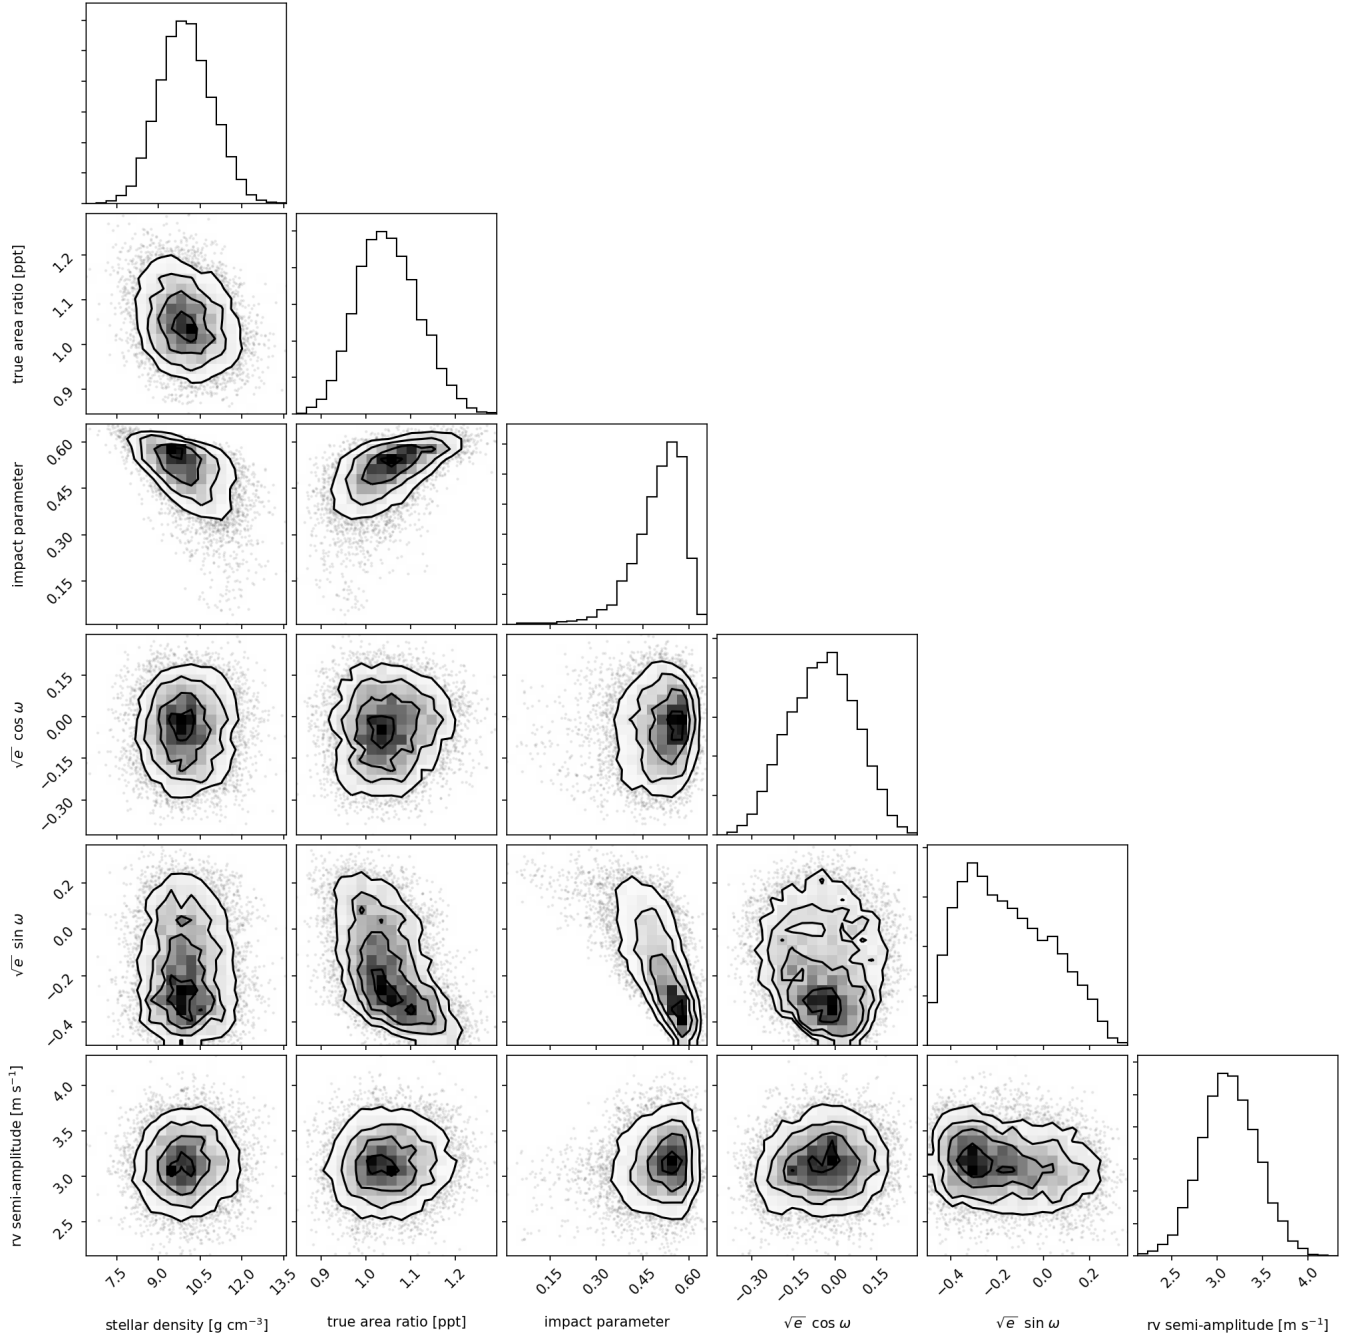 true area ratio [ppt]
1.2
1.1
1.0
0.9
impact parameter
0.60
0.45
0.30
0.15
√e cos ω
0.15
0.00
−0.15
−0.30
√e sin ω
0.2
0.0
−0.2
−0.4
rv semi-amplitude [m s⁻¹]
4.0
3.5
3.0
2.5
7.5 9.0 10.5 12.0 13.5
0.9 1.0 1.1 1.2
0.15 0.30 0.45 0.60
−0.30 −0.15 0.00 0.15
−0.4 −0.2 0.0 0.2
2.5 3.0 3.5 4.0
stellar density [g cm⁻³]
true area ratio [ppt]
impact parameter
√e cos ω
√e sin ω
rv semi-amplitude [m s⁻¹]